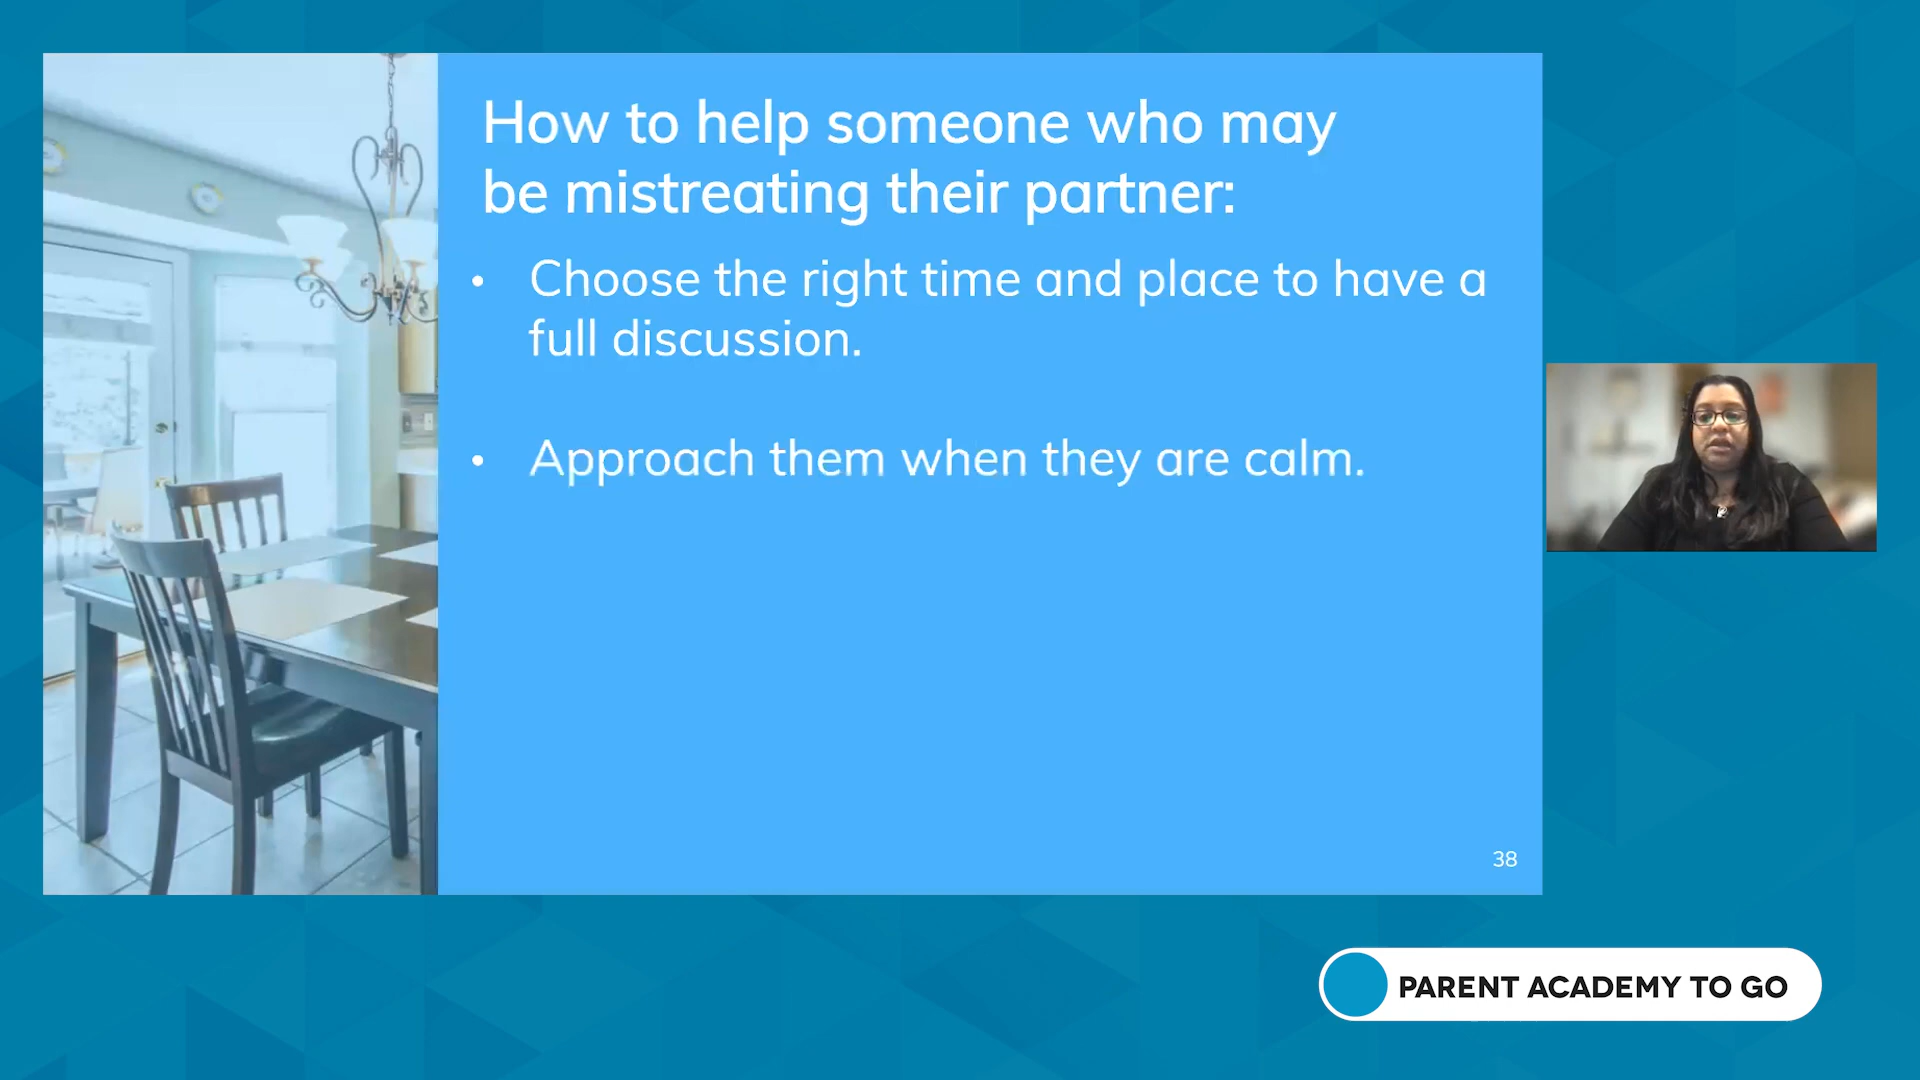 How to help someone who may
be mistreating their partner:
• Choose the right time and place to have a
full discussion.
• Approach them when they are calm.
38
PARENT ACADEMY TO GO